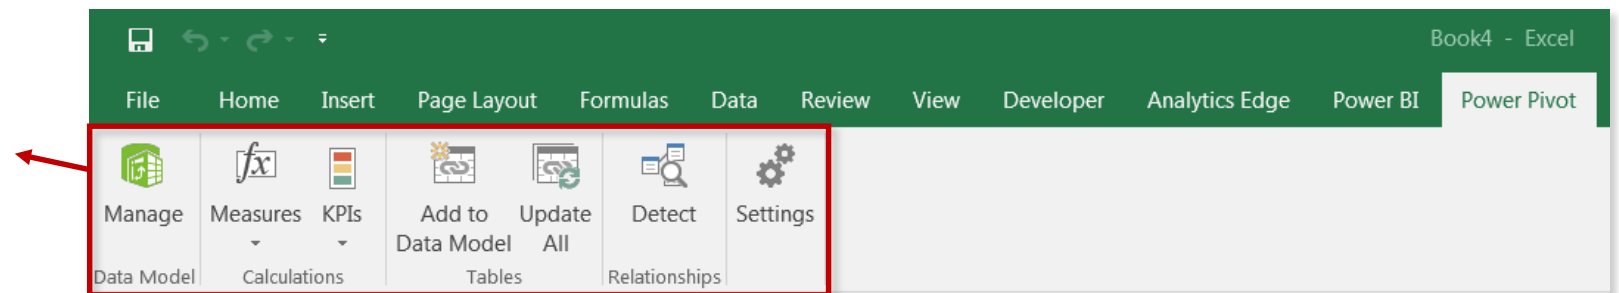 Book4 - Excel
File Home Insert Page Layout Formulas Data Review View Developer Analytics Edge Power BI Power Pivot
fx
Manage Measures KPIs Add to Update Detect Settings
Data Model All
Data Model Calculations Tables Relationships